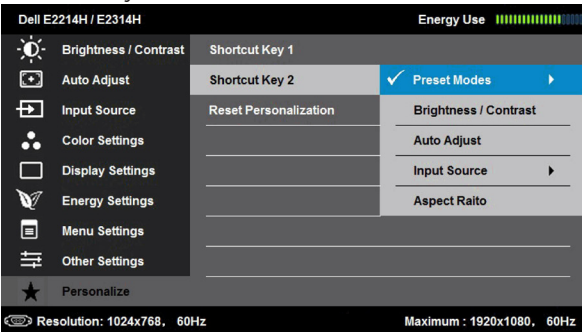 Dell E2214H / E2314H Energy Use
Brightness / Contrast
Auto Adjust
Input Source
Color Settings
Display Settings
Energy Settings
Menu Settings
Other Settings
Personalize
Shortcut Key 1
Shortcut Key 2
Reset Personalization
Preset Modes
Brightness / Contrast
Auto Adjust
Input Source
Aspect Raito
Resolution: 1024x768, 60Hz Maximum : 1920x1080, 60Hz